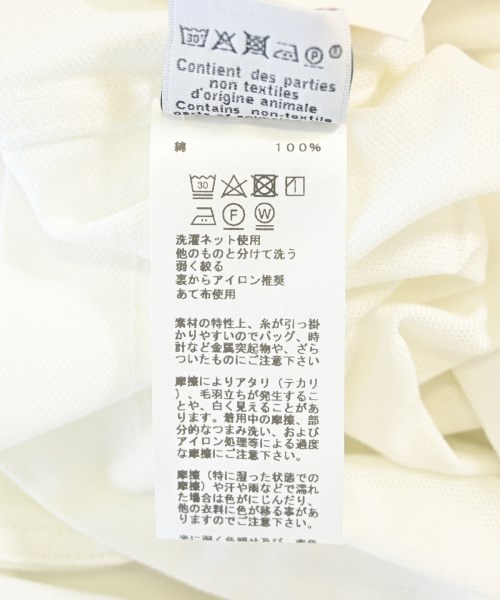 30°
P
Contient des parties
non textiles
d'origine animale
Contains non-textile
parts of animal
綿 100%
30
F W
洗濯ネット使用
他のものと分けて洗う
弱く絞る
裏からアイロン推奨
あて布使用
素材の特性上、糸が引っ掛
かりやすいのでバッグ、時
計など金属突起物や、ざら
ついたものにご注意下さい
摩擦によりアタリ(テカリ
)、毛羽立ちが発生するこ
とや、白く見えることがあ
ります。着用中の摩擦、部
分的なつまみ洗い、および
アイロン処理等による過度
な摩擦にご注意下さい。
摩擦(特に湿った状態での
摩擦)や汗や雨などで濡れ
た場合は色がにじんだり、
他の衣料に色が移る事があ
りますのでご注意下さい。